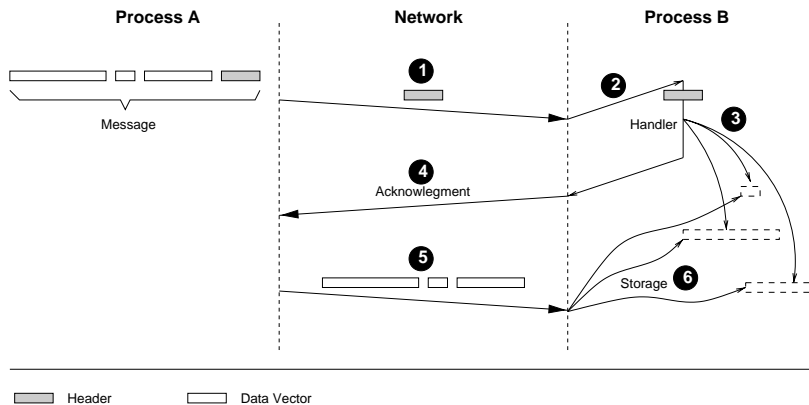 Process A
Network
Process B
1
2
3
Message
Handler
4
Acknowlegment
5
Storage
6
Header
Data Vector